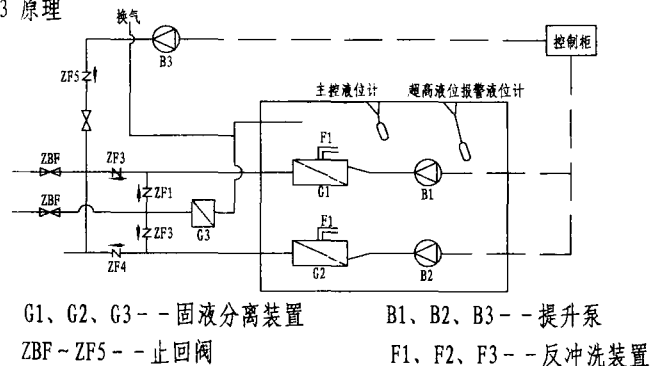 3 原理
换气
B3
控制柜
ZF5
主控液位计
超高液位报警液位计
ZBF
ZF3
F1
ZF1
G1
B1
ZBF
G3
ZF3
F1
ZF4
G2
B2
G1、G2、G3--固液分离装置
B1、B2、B3--提升泵
ZBF~ZF5--止回阀
F1、F2、F3--反冲洗装置